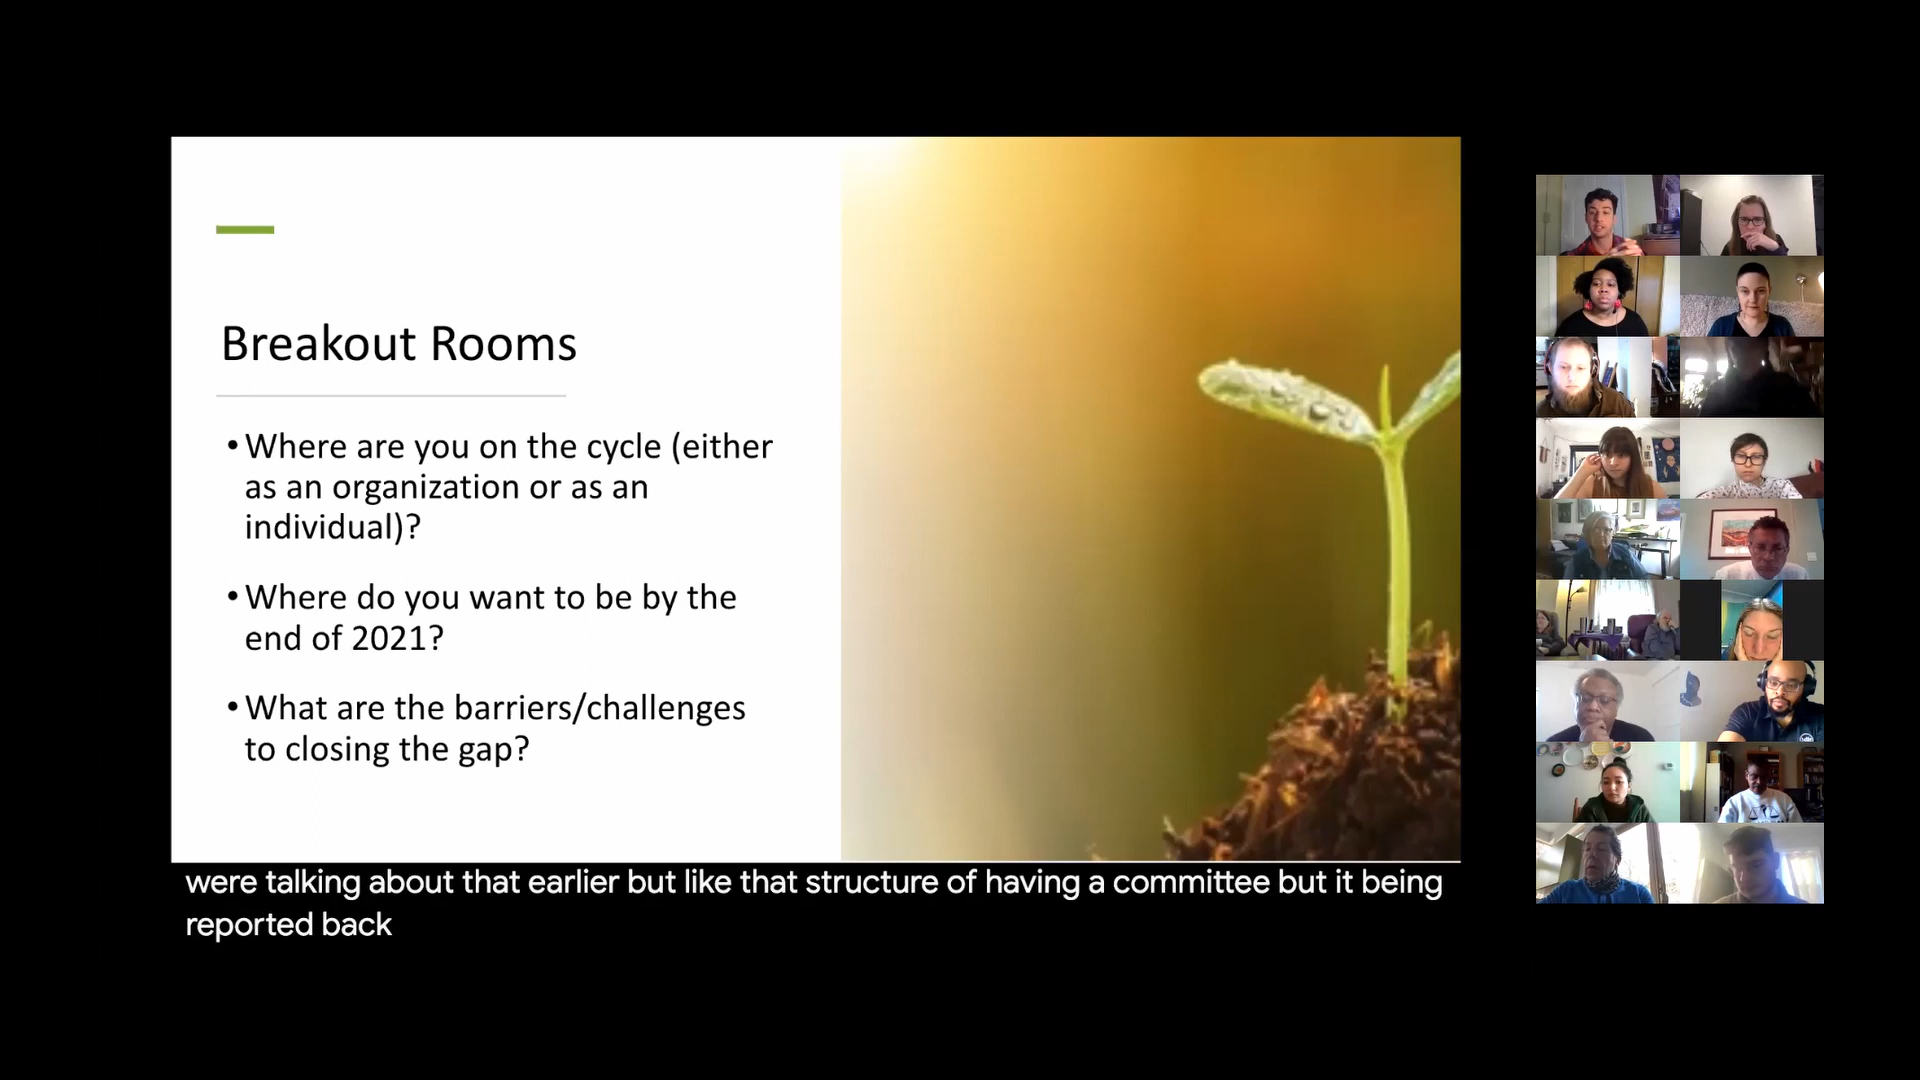 Breakout Rooms
•Where are you on the cycle (either
as an organization or as an
individual)?
•Where do you want to be by the
end of 2021?
•What are the barriers/challenges
to closing the gap?
were talking about that earlier but like that structure of having a committee but it being
reported back